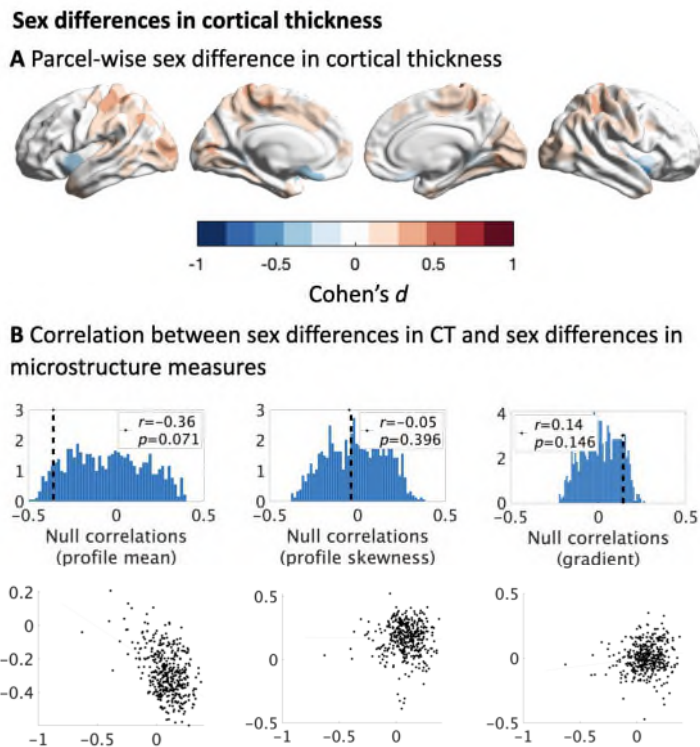 Sex differences in cortical thickness
A Parcel-wise sex difference in cortical thickness
-1 -0.5 0 0.5 1
Cohen's d
B Correlation between sex differences in CT and sex differences in
microstructure measures
3
2
1
0
r=−0.36
p=0.071
−0.5 0 0.5
Null correlations
(profile mean)
3
2
1
0
r=−0.05
p=0.396
−0.5 0 0.5
Null correlations
(profile skewness)
4
2
0
r=0.14
p=0.146
−0.5 0 0.5
Null correlations
(gradient)
0.2
0
−0.2
−0.4
−1 −0.5 0
0.5
0
−0.5
−1 −0.5 0
0.5
0
−0.5
−1 −0.5 0